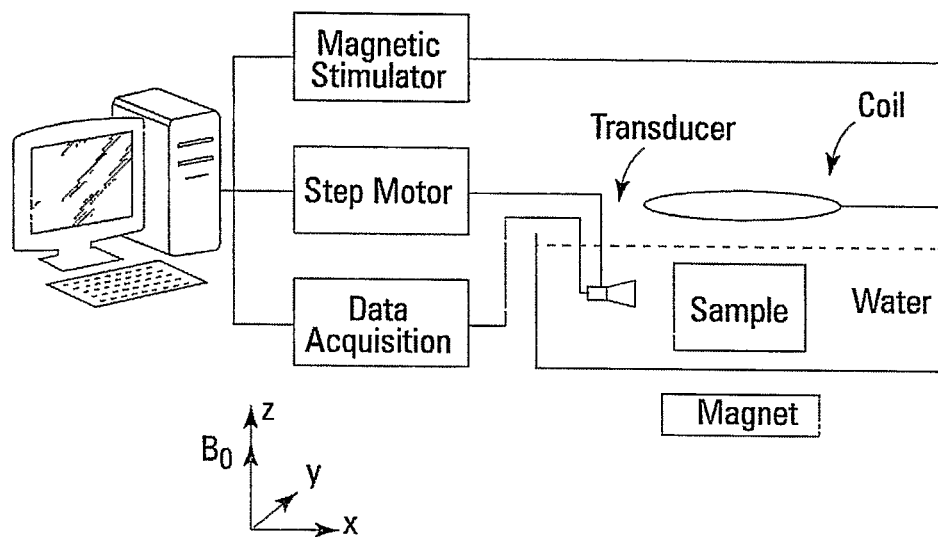 Magnetic
Stimulator
Coil
Transducer
Step Motor
Sample
Water
Data
Acquisition
Magnet
z
B₀
y
x